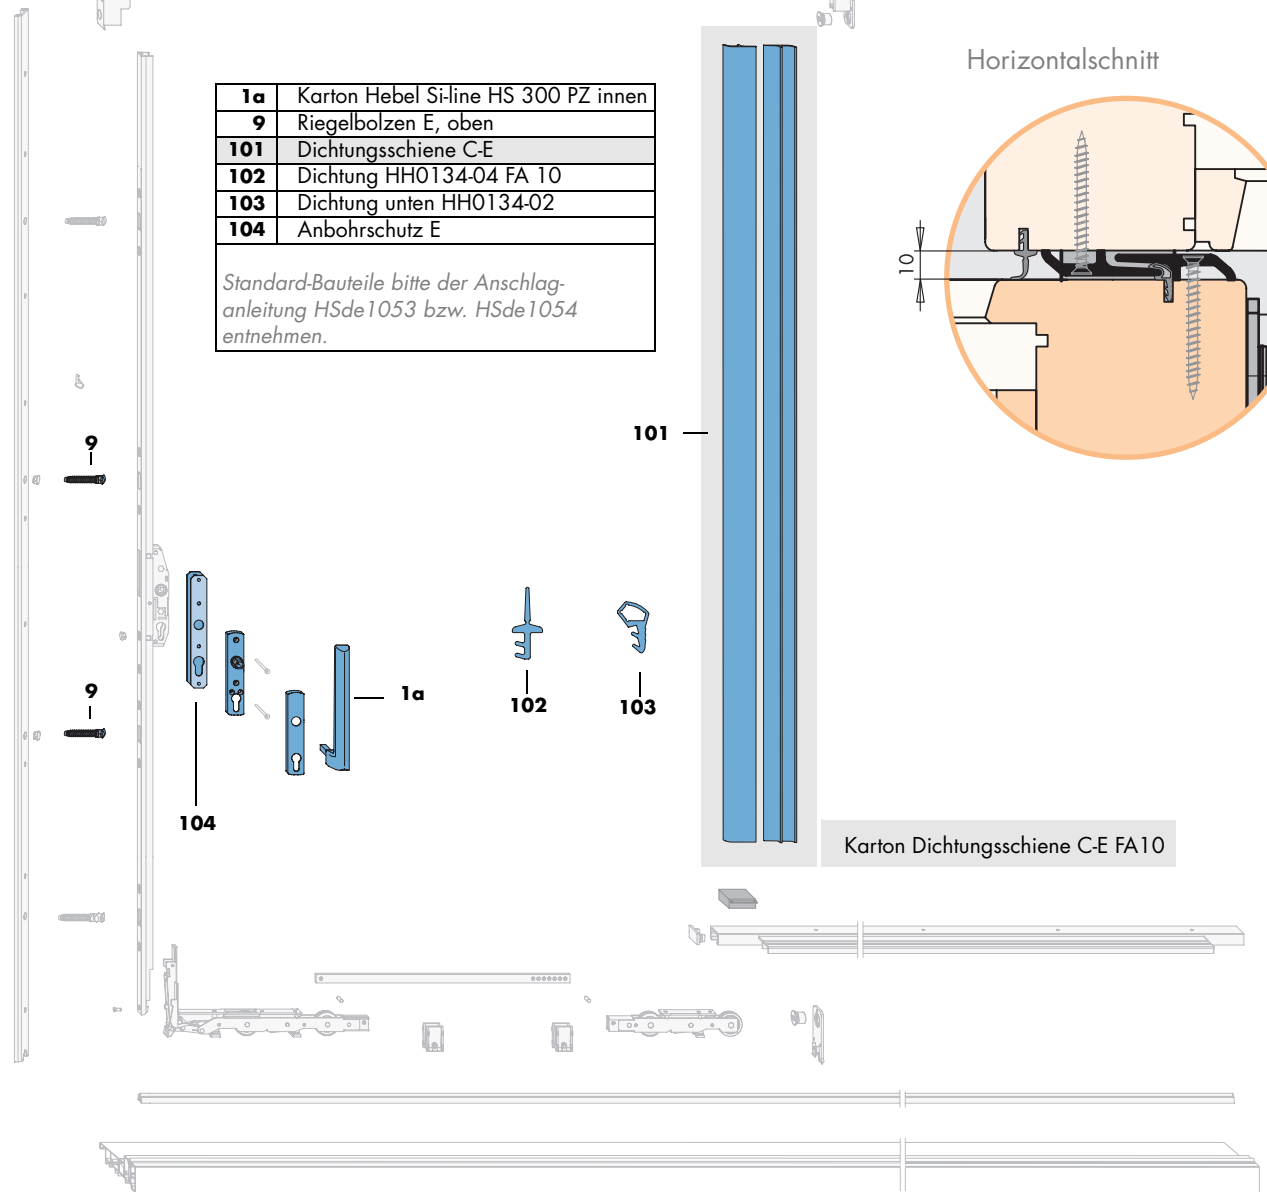 Horizontalschnitt
1a Karton Hebel Si-line HS 300 PZ innen
9 Riegelbolzen E, oben
101 Dichtungsschiene C-E
102 Dichtung HH0134-04 FA 10
103 Dichtung unten HH0134-02
104 Anbohrschutz E
Standard-Bauteile bitte der Anschlag-
anleitung HSde1053 bzw. HSde1054
entnehmen.
10
101
9
9
1a
102
103
104
Karton Dichtungsschiene C-E FA10